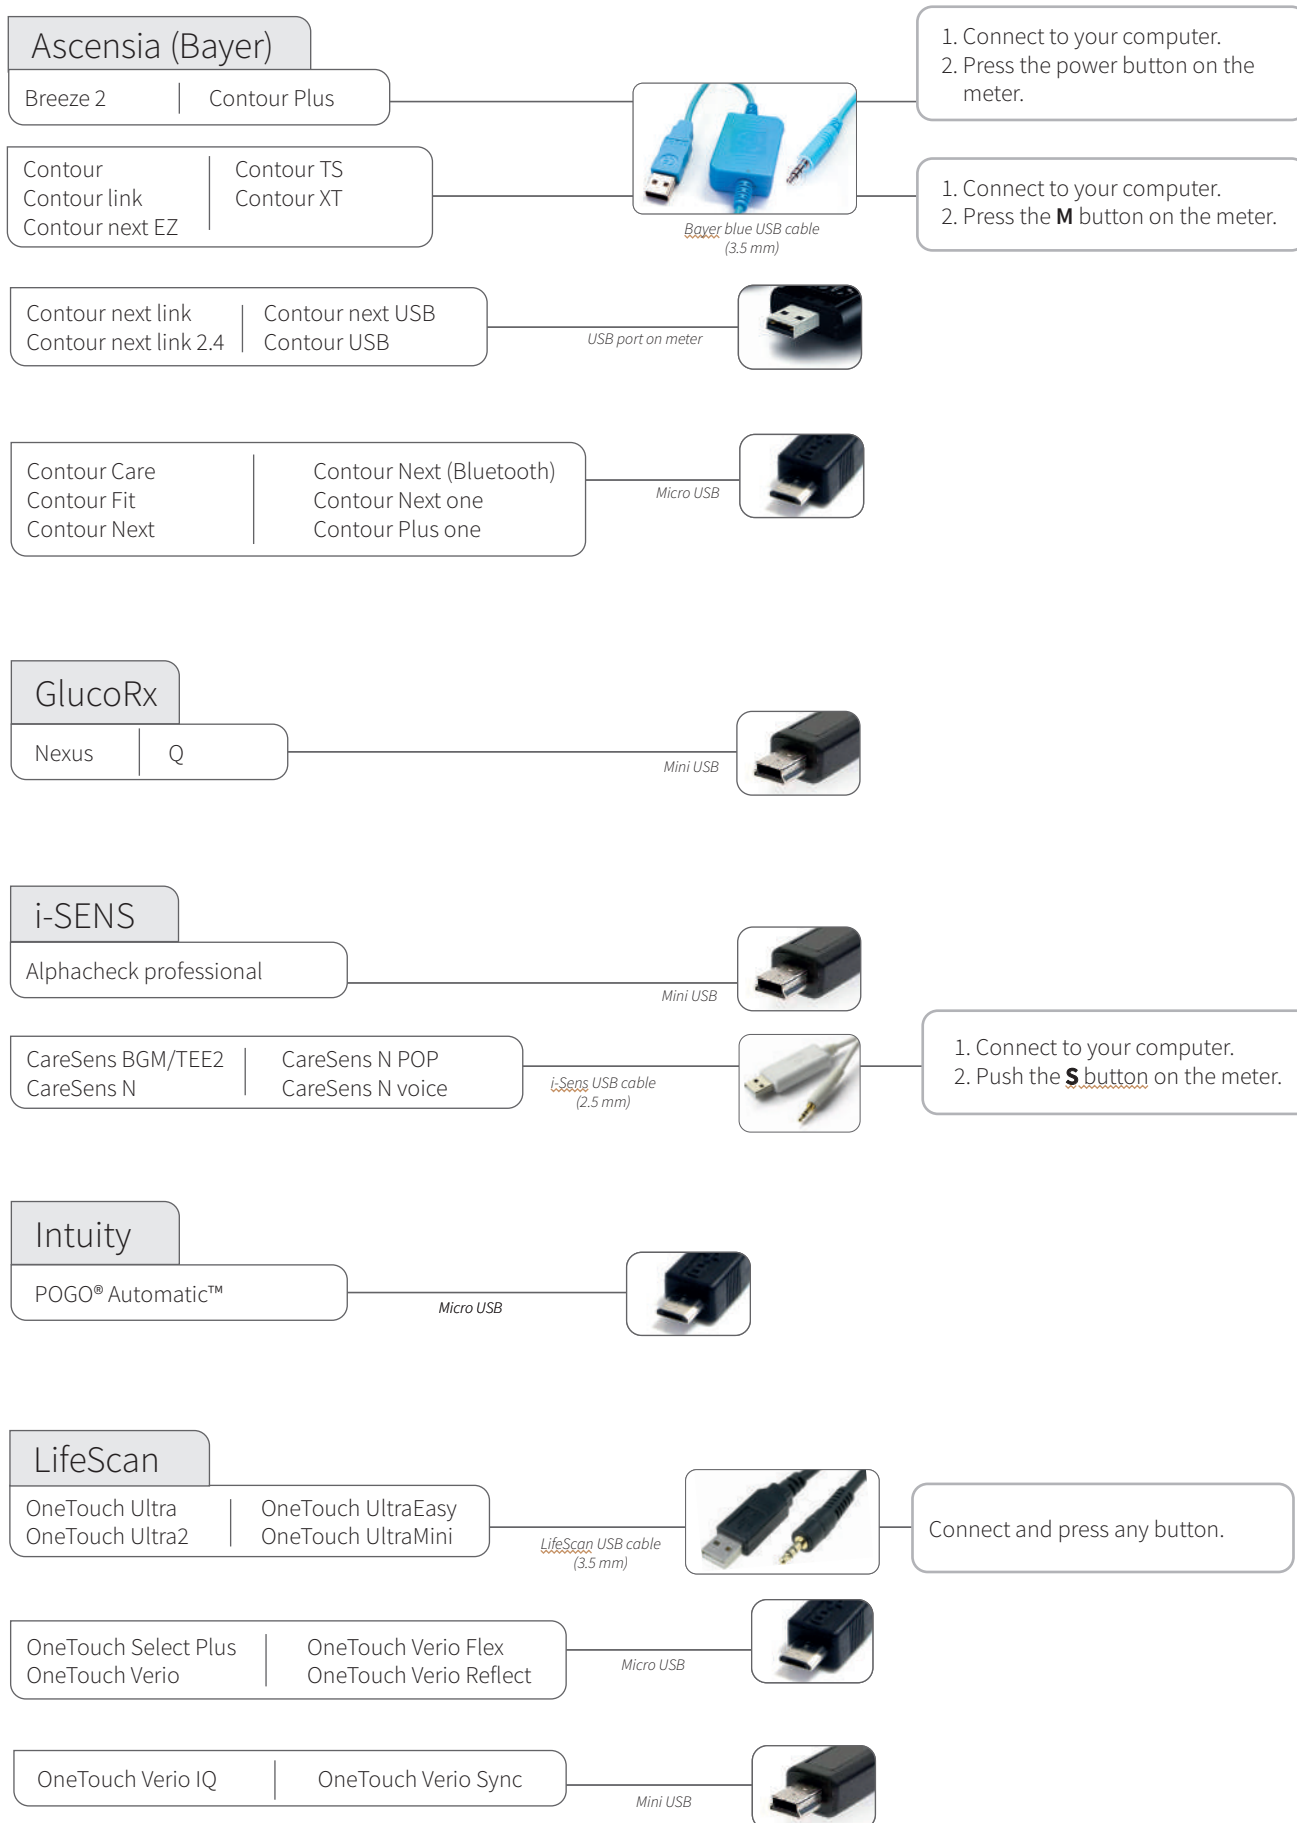 Ascensia (Bayer)
Breeze 2
Contour Plus
1. Connect to your computer.
2. Press the power button on the
meter.
Contour
Contour link
Contour next EZ
Contour TS
Contour XT
Bayer blue USB cable
(3.5 mm)
1. Connect to your computer.
2. Press the M button on the meter.
Contour next link
Contour next link 2.4
Contour next USB
Contour USB
USB port on meter
Contour Care
Contour Fit
Contour Next
Contour Next (Bluetooth)
Contour Next one
Contour Plus one
Micro USB
GlucoRx
Nexus
Q
Mini USB
i-SENS
Alphacheck professional
Mini USB
CareSens BGM/TEE2
CareSens N
CareSens N POP
CareSens N voice
i-Sens USB cable
(2.5 mm)
1. Connect to your computer.
2. Push the S button on the meter.
Intuity
POGO® Automatic™
Micro USB
LifeScan
OneTouch Ultra
OneTouch Ultra2
OneTouch UltraEasy
OneTouch UltraMini
LifeScan USB cable
(3.5 mm)
Connect and press any button.
OneTouch Select Plus
OneTouch Verio
OneTouch Verio Flex
OneTouch Verio Reflect
Micro USB
OneTouch Verio IQ
OneTouch Verio Sync
Mini USB